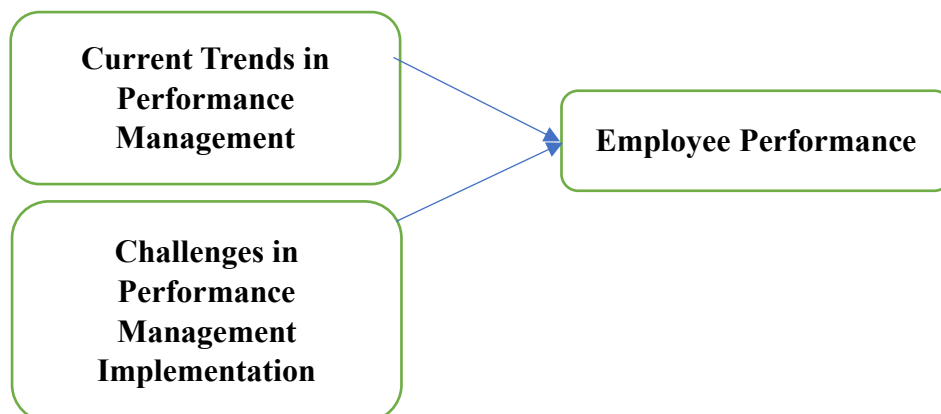 Current Trends in
Performance
Management
Employee Performance
Challenges in
Performance
Management
Implementation